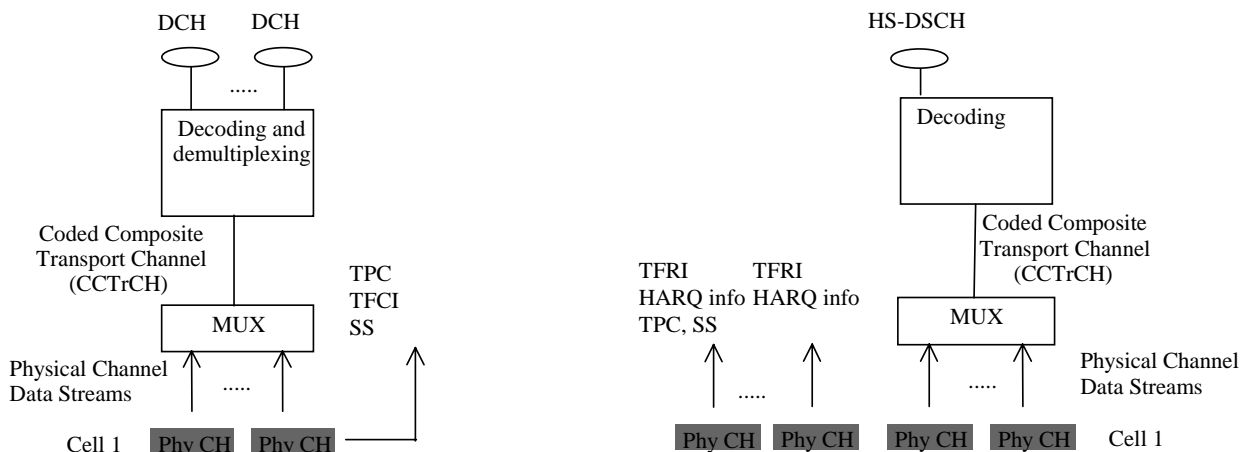 DCH DCH
.....
Decoding and
demultiplexing
Coded Composite
Transport Channel
(CCTrCH)
TPC
TFCI
SS
MUX
Physical Channel
Data Streams
.....
Cell 1 Phy CH Phy CH
HS-DSCH
Decoding
Coded Composite
Transport Channel
(CCTrCH)
TFRI TFRI
HARQ info HARQ info
TPC, SS
MUX
Physical Channel
Data Streams
..... .....
Phy CH Phy CH Phy CH Phy CH Cell 1